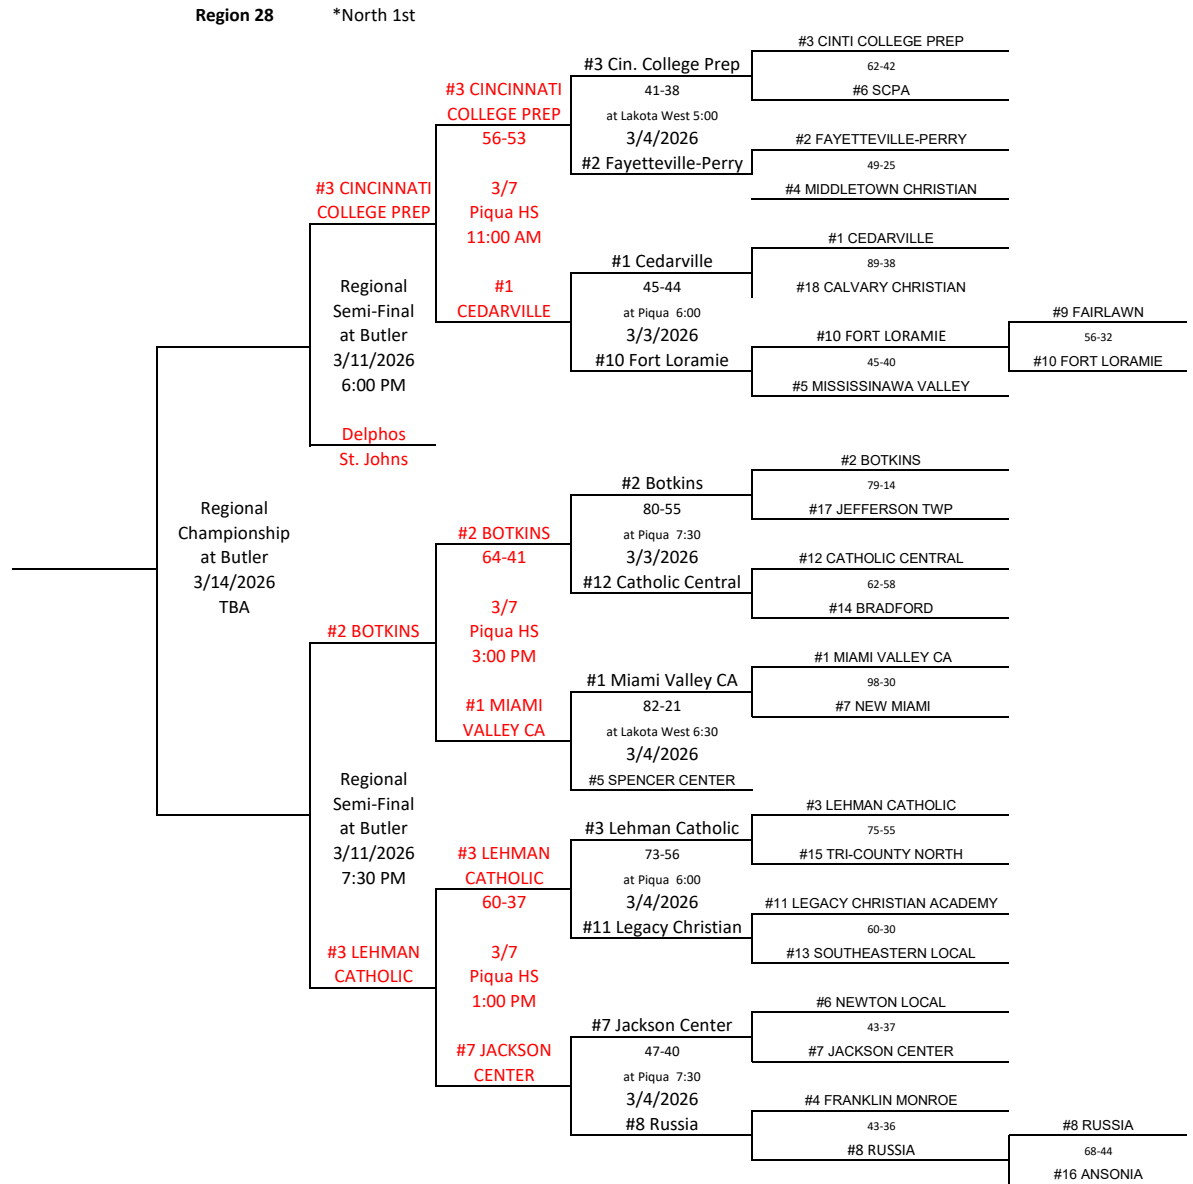 Region 28 *North 1st
#3 CINTI COLLEGE PREP
62-42
#6 SCPA
#3 Cin. College Prep
41-38
at Lakota West 5:00
3/4/2026
#2 Fayetteville-Perry
#2 FAYETTEVILLE-PERRY
49-25
#4 MIDDLETOWN CHRISTIAN
#3 CINCINNATI
COLLEGE PREP
56-53
3/7
Piqua HS
11:00 AM
#1
CEDARVILLE
#3 CINCINNATI
COLLEGE PREP
Regional
Semi-Final
at Butler
3/11/2026
6:00 PM
Delphos
St. Johns
#1 Cedarville
45-44
at Piqua 6:00
3/3/2026
#10 Fort Loramie
#1 CEDARVILLE
89-38
#18 CALVARY CHRISTIAN
#10 FORT LORAMIE
45-40
#5 MISSISSINAWA VALLEY
#9 FAIRLAWN
56-32
#10 FORT LORAMIE
Regional
Championship
at Butler
3/14/2026
TBA
#2 BOTKINS
79-14
#17 JEFFERSON TWP
#2 Botkins
80-55
at Piqua 7:30
3/3/2026
#12 Catholic Central
#12 CATHOLIC CENTRAL
62-58
#14 BRADFORD
#2 BOTKINS
64-41
3/7
Piqua HS
3:00 PM
#1 MIAMI
VALLEY CA
#2 BOTKINS
Regional
Semi-Final
at Butler
3/11/2026
7:30 PM
#3 LEHMAN
CATHOLIC
#1 Miami Valley CA
82-21
at Lakota West 6:30
3/4/2026
#5 SPENCER CENTER
#1 MIAMI VALLEY CA
98-30
#7 NEW MIAMI
#3 LEHMAN CATHOLIC
75-55
#15 TRI-COUNTY NORTH
#3 Lehman Catholic
73-56
at Piqua 6:00
3/4/2026
#11 Legacy Christian
#11 LEGACY CHRISTIAN ACADEMY
60-30
#13 SOUTHEASTERN LOCAL
#3 LEHMAN
CATHOLIC
60-37
3/7
Piqua HS
1:00 PM
#7 JACKSON
CENTER
#6 NEWTON LOCAL
43-37
#7 JACKSON CENTER
#7 Jackson Center
47-40
at Piqua 7:30
3/4/2026
#8 Russia
#4 FRANKLIN MONROE
43-36
#8 RUSSIA
#8 RUSSIA
68-44
#16 ANSONIA